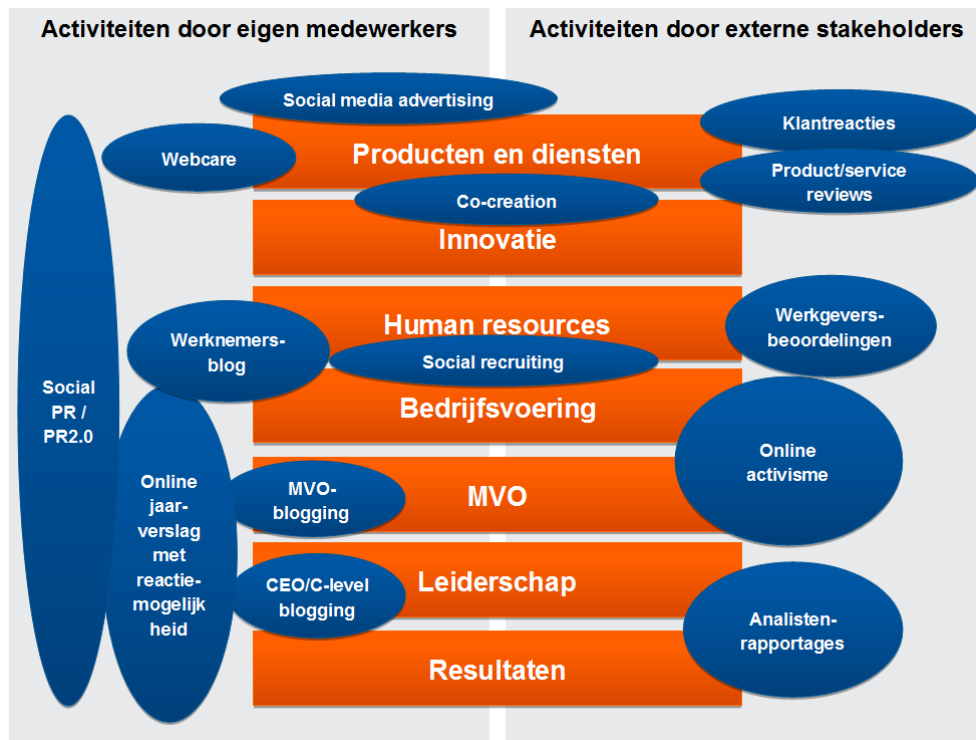 Activiteiten door eigen medewerkers
Activiteiten door externe stakeholders
Social media advertising
Klantreacties
Webcare
Producten en diensten
Product/service
reviews
Co-creation
Innovatie
Human resources
Werkgevers-
beoordelingen
Werknemers-
blog
Social recruiting
Social
PR /
PR2.0
Bedrijfsvoering
Online
activisme
Online
jaar-
verslag
met
reactie-
mogelijk
heid
MVO-
blogging
MVO
CEO/C-level
blogging
Leiderschap
Analisten-
rapportages
Resultaten